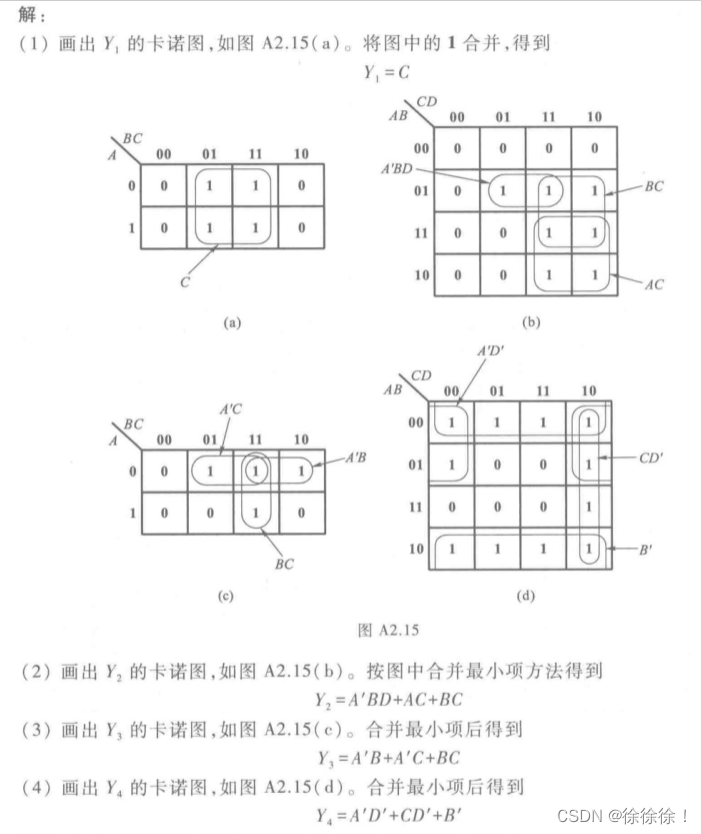 解：
(1) 画出 Y₁ 的卡诺图,如图 A2.15(a)。将图中的 1 合并,得到
Y₁=C
BC
A 00 01 11 10
0 0 1 1 0
1 0 1 1 0
C
(a)
CD
AB 00 01 11 10
00 0 0 0 0
A'BD
01 0 1 1 1
BC
11 0 0 1 1
10 0 0 1 1
AC
(b)
A'C
BC
A 00 01 11 10
0 0 1 1 1
A'B
1 0 0 1 0
BC
(c)
A'D'
CD
AB 00 01 11 10
00 1 1 1 1
01 1 0 0 1
CD'
11 0 0 0 1
10 1 1 1 1
B'
(d)
图 A2.15
(2) 画出 Y₂ 的卡诺图,如图 A2.15(b)。按图中合并最小项方法得到
Y₂=A'BD+AC+BC
(3) 画出 Y₃ 的卡诺图,如图 A2.15(c)。合并最小项后得到
Y₃=A'B+A'C+BC
(4) 画出 Y₄ 的卡诺图,如图 A2.15(d)。合并最小项后得到
Y₄=A'D'+CD'+B'
CSDN @徐徐徐！